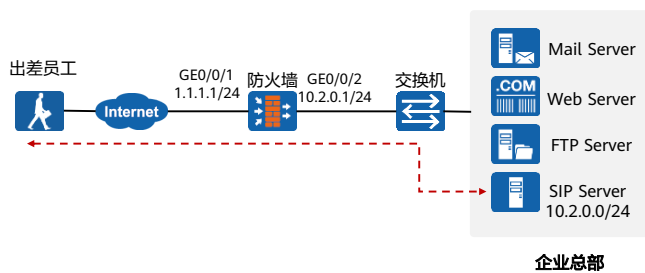 出差员工
Internet
GE0/0/1
1.1.1.1/24
防火墙
GE0/0/2
10.2.0.1/24
交换机
Mail Server
.COM
Web Server
FTP Server
SIP Server
10.2.0.0/24
企业总部